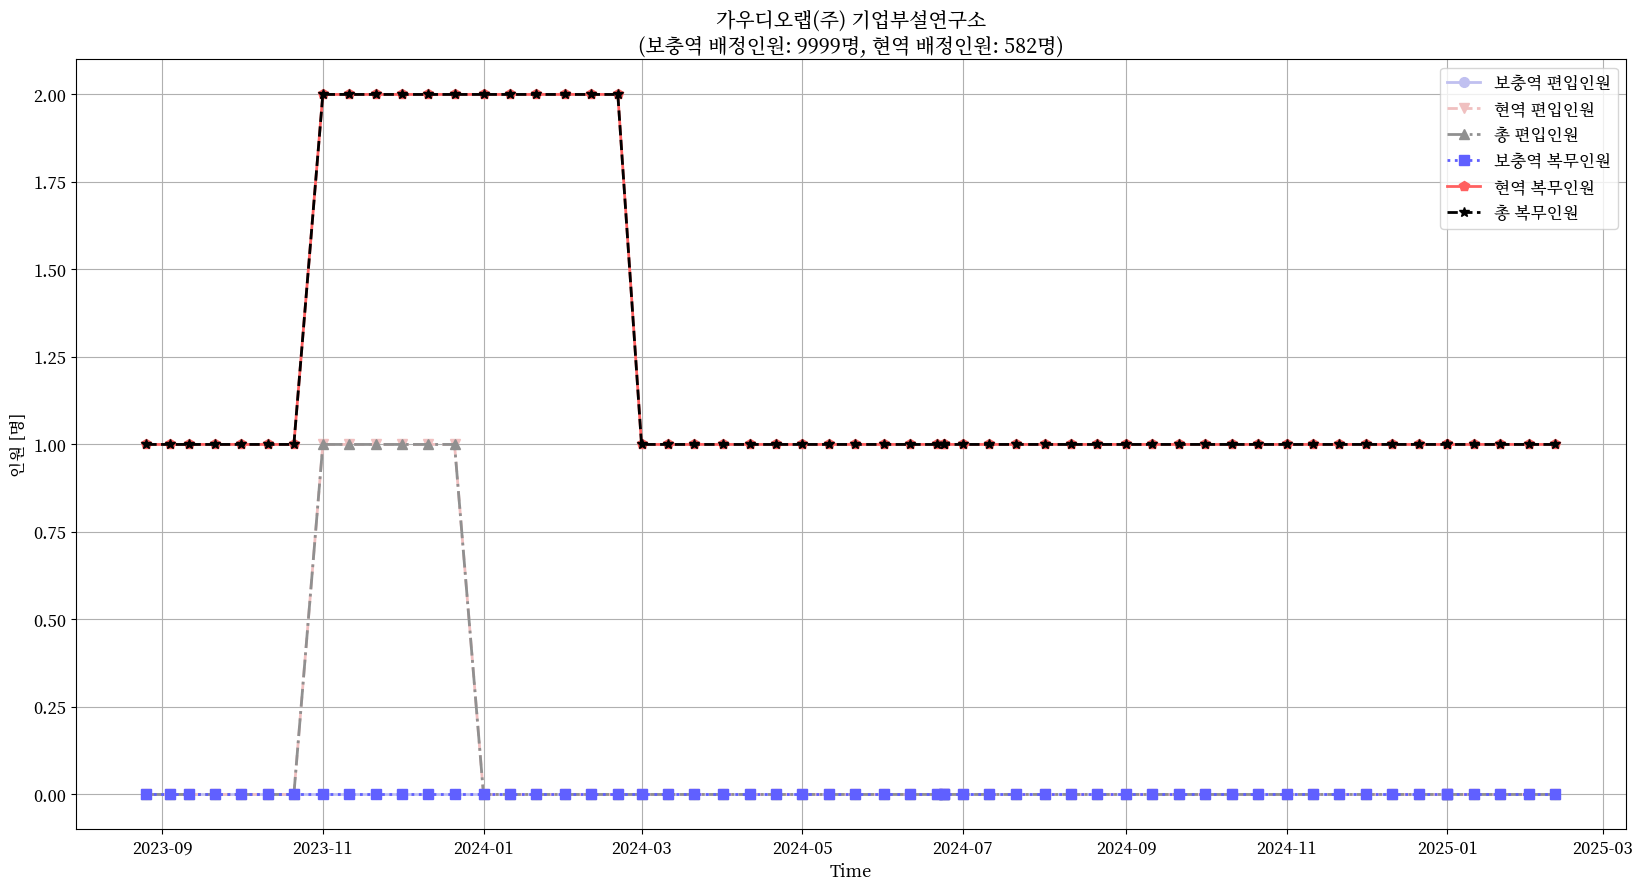 가우디오랩(주) 기업부설연구소
(보충역 배정인원: 9999명, 현역 배정인원: 582명)
보충역 편입인원
현역 편입인원
총 편입인원
보충역 복무인원
현역 복무인원
총 복무인원
인원 [명]
2.00
1.75
1.50
1.25
1.00
0.75
0.50
0.25
0.00
2023-09
2023-11
2024-01
2024-03
2024-05
2024-07
2024-09
2024-11
2025-01
2025-03
Time